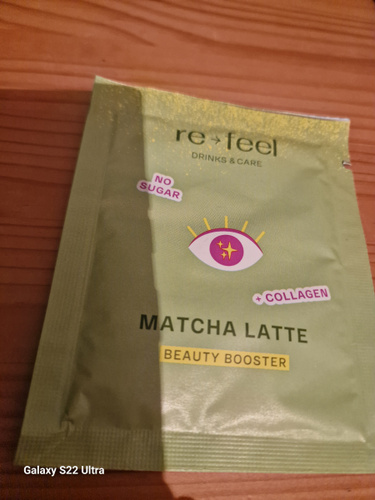 re→feel
DRINKS & CARE
NO
SUGAR
+ COLLAGEN
MATCHA LATTE
BEAUTY BOOSTER
Galaxy S22 Ultra